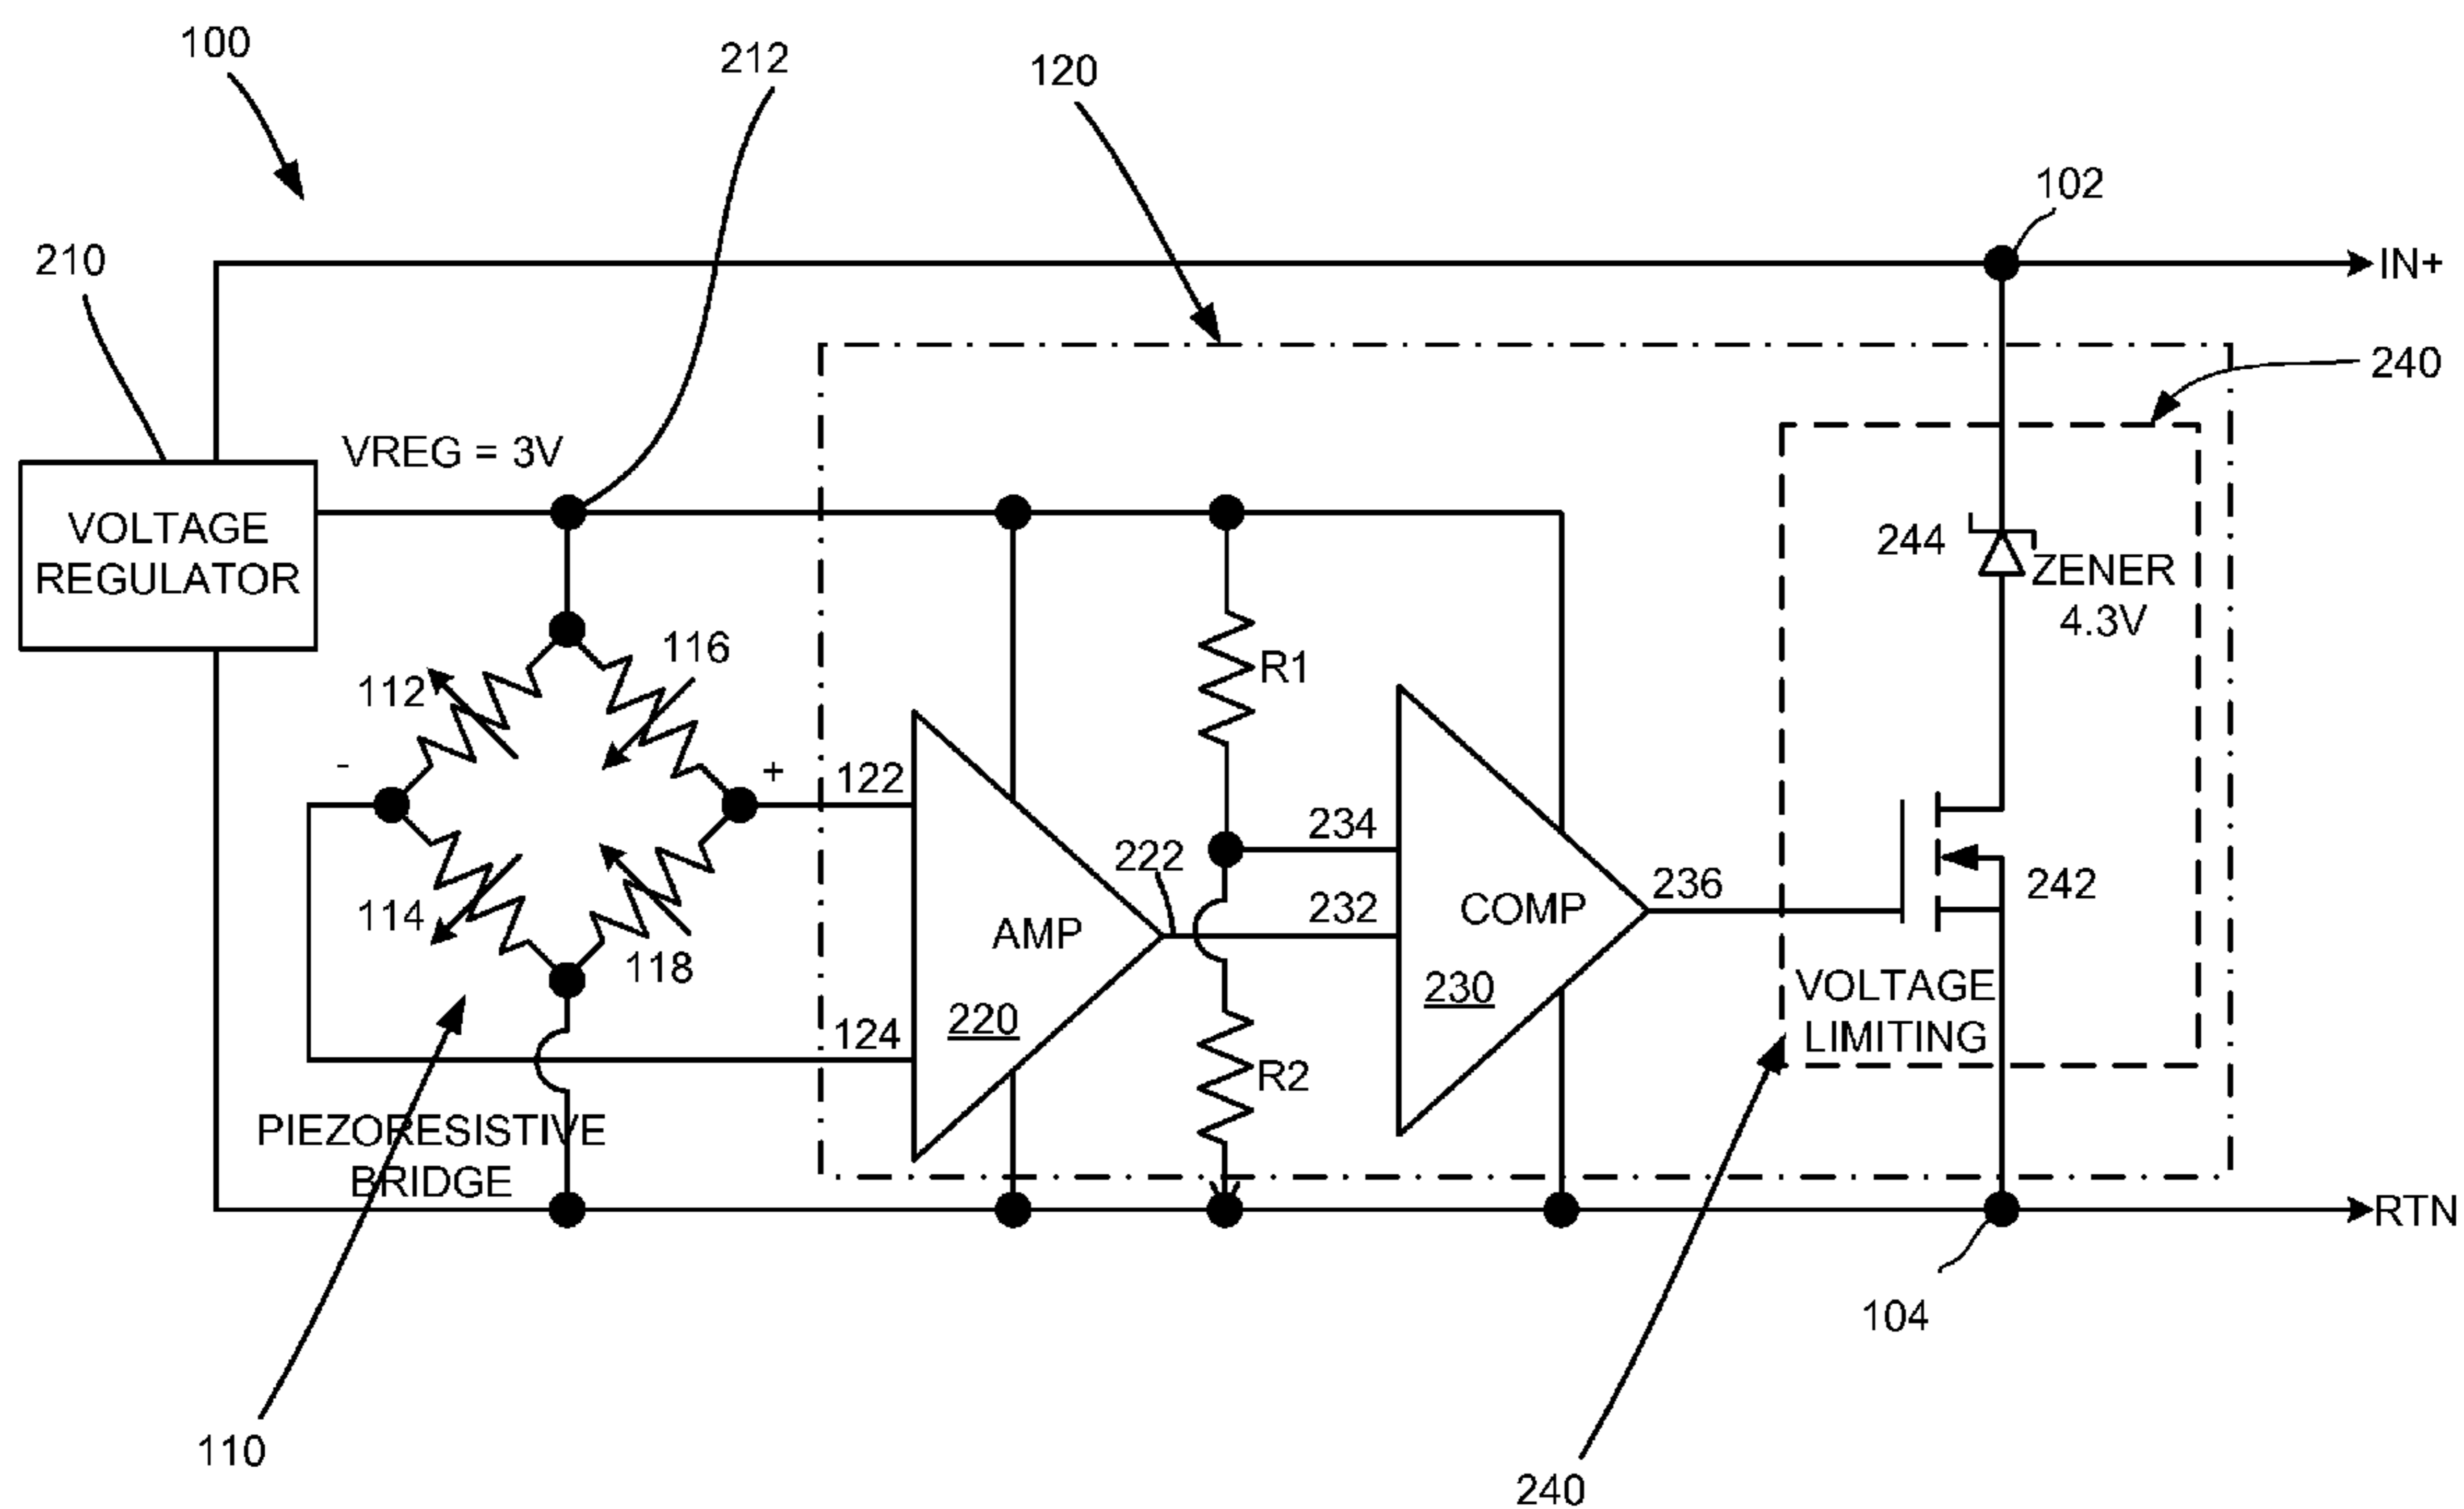 100
212
120
102
210
IN+
240
VREG = 3V
VOLTAGE
REGULATOR
244
ZENER
4.3V
116
112
R1
-
+
122
234
222
232
236
242
114
118
AMP
COMP
220
230
VOLTAGE
LIMITING
124
R2
PIEZORESISTIVE
BRIDGE
RTN
104
110
240